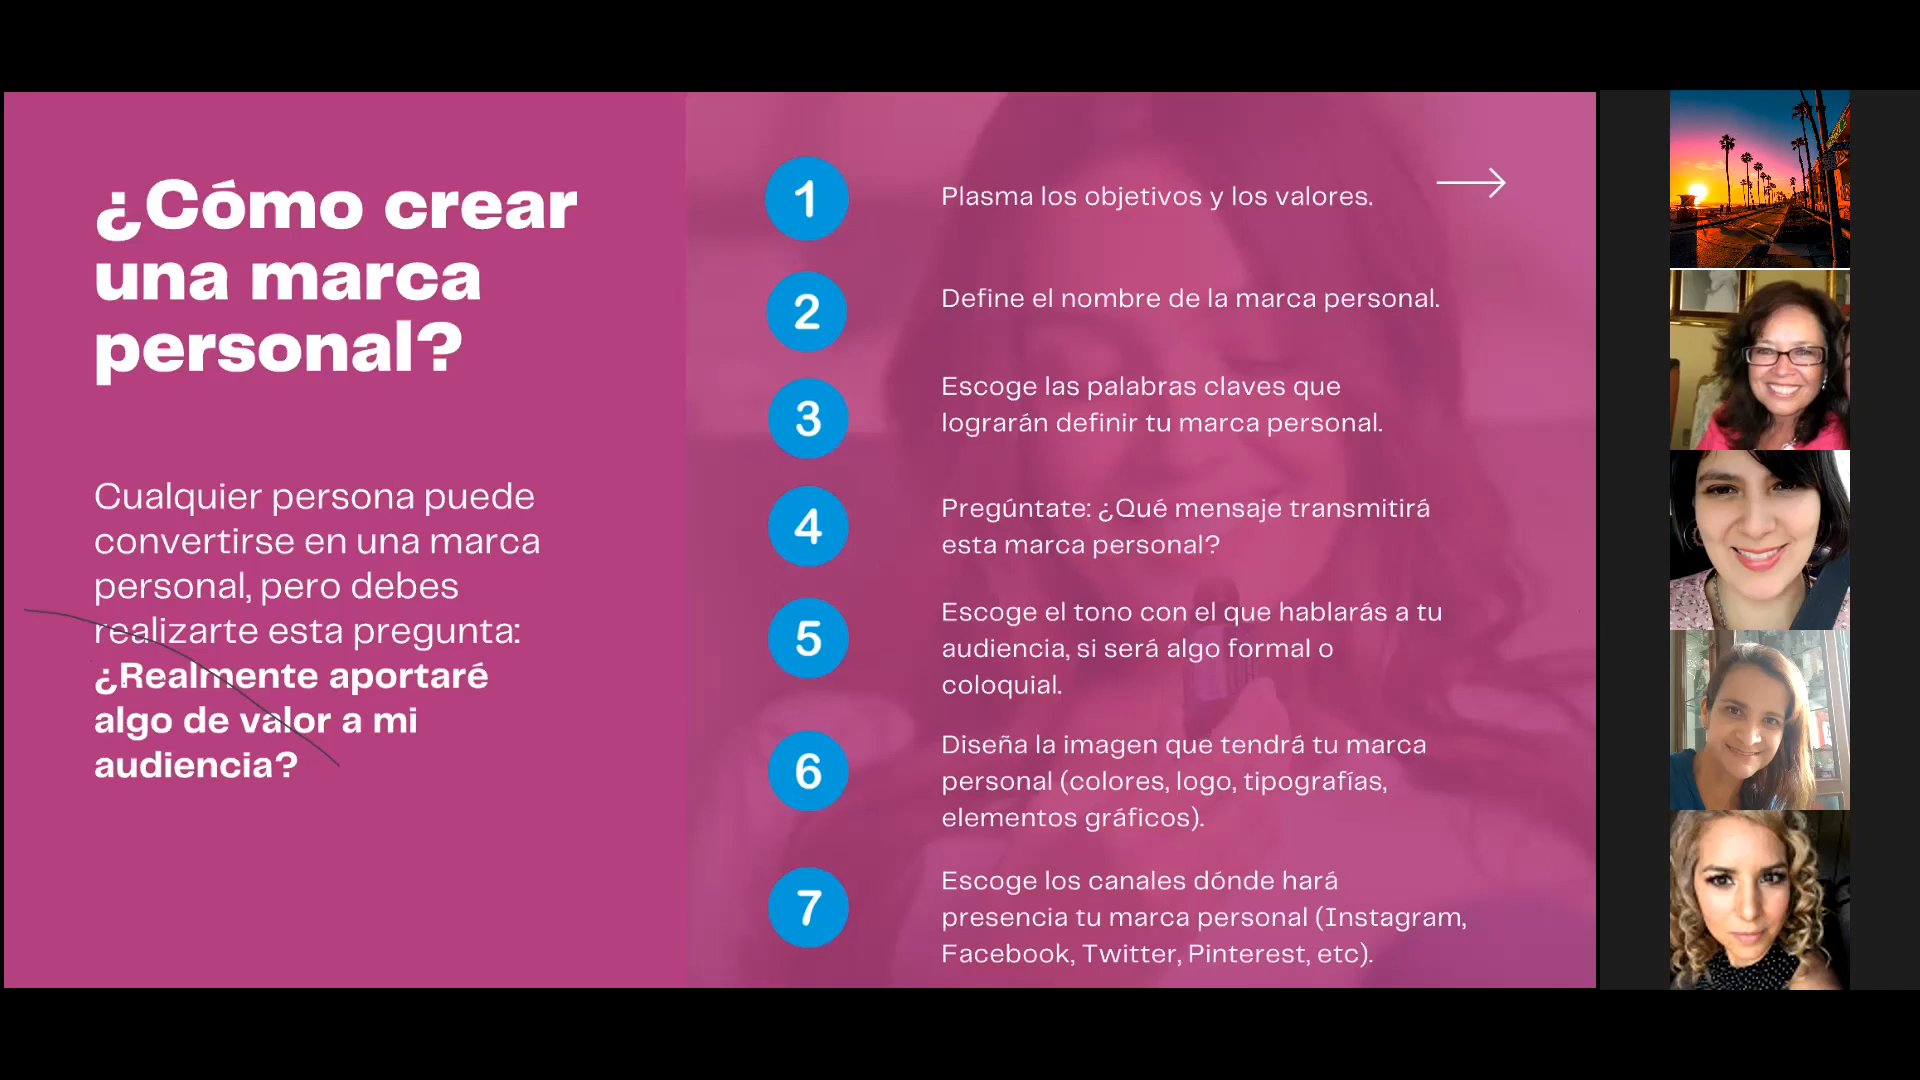 ¿Cómo crear
una marca
personal?
Cualquier persona puede
convertirse en una marca
personal, pero debes
realizarte esta pregunta:
¿Realmente aportaré
algo de valor a mi
audiencia?
1
Plasma los objetivos y los valores.
2
Define el nombre de la marca personal.
3
Escoge las palabras claves que
lograrán definir tu marca personal.
4
Pregúntate: ¿Qué mensaje transmitirá
esta marca personal?
5
Escoge el tono con el que hablarás a tu
audiencia, si será algo formal o
coloquial.
6
Diseña la imagen que tendrá tu marca
personal (colores, logo, tipografías,
elementos gráficos).
7
Escoge los canales dónde hará
presencia tu marca personal (Instagram,
Facebook, Twitter, Pinterest, etc).